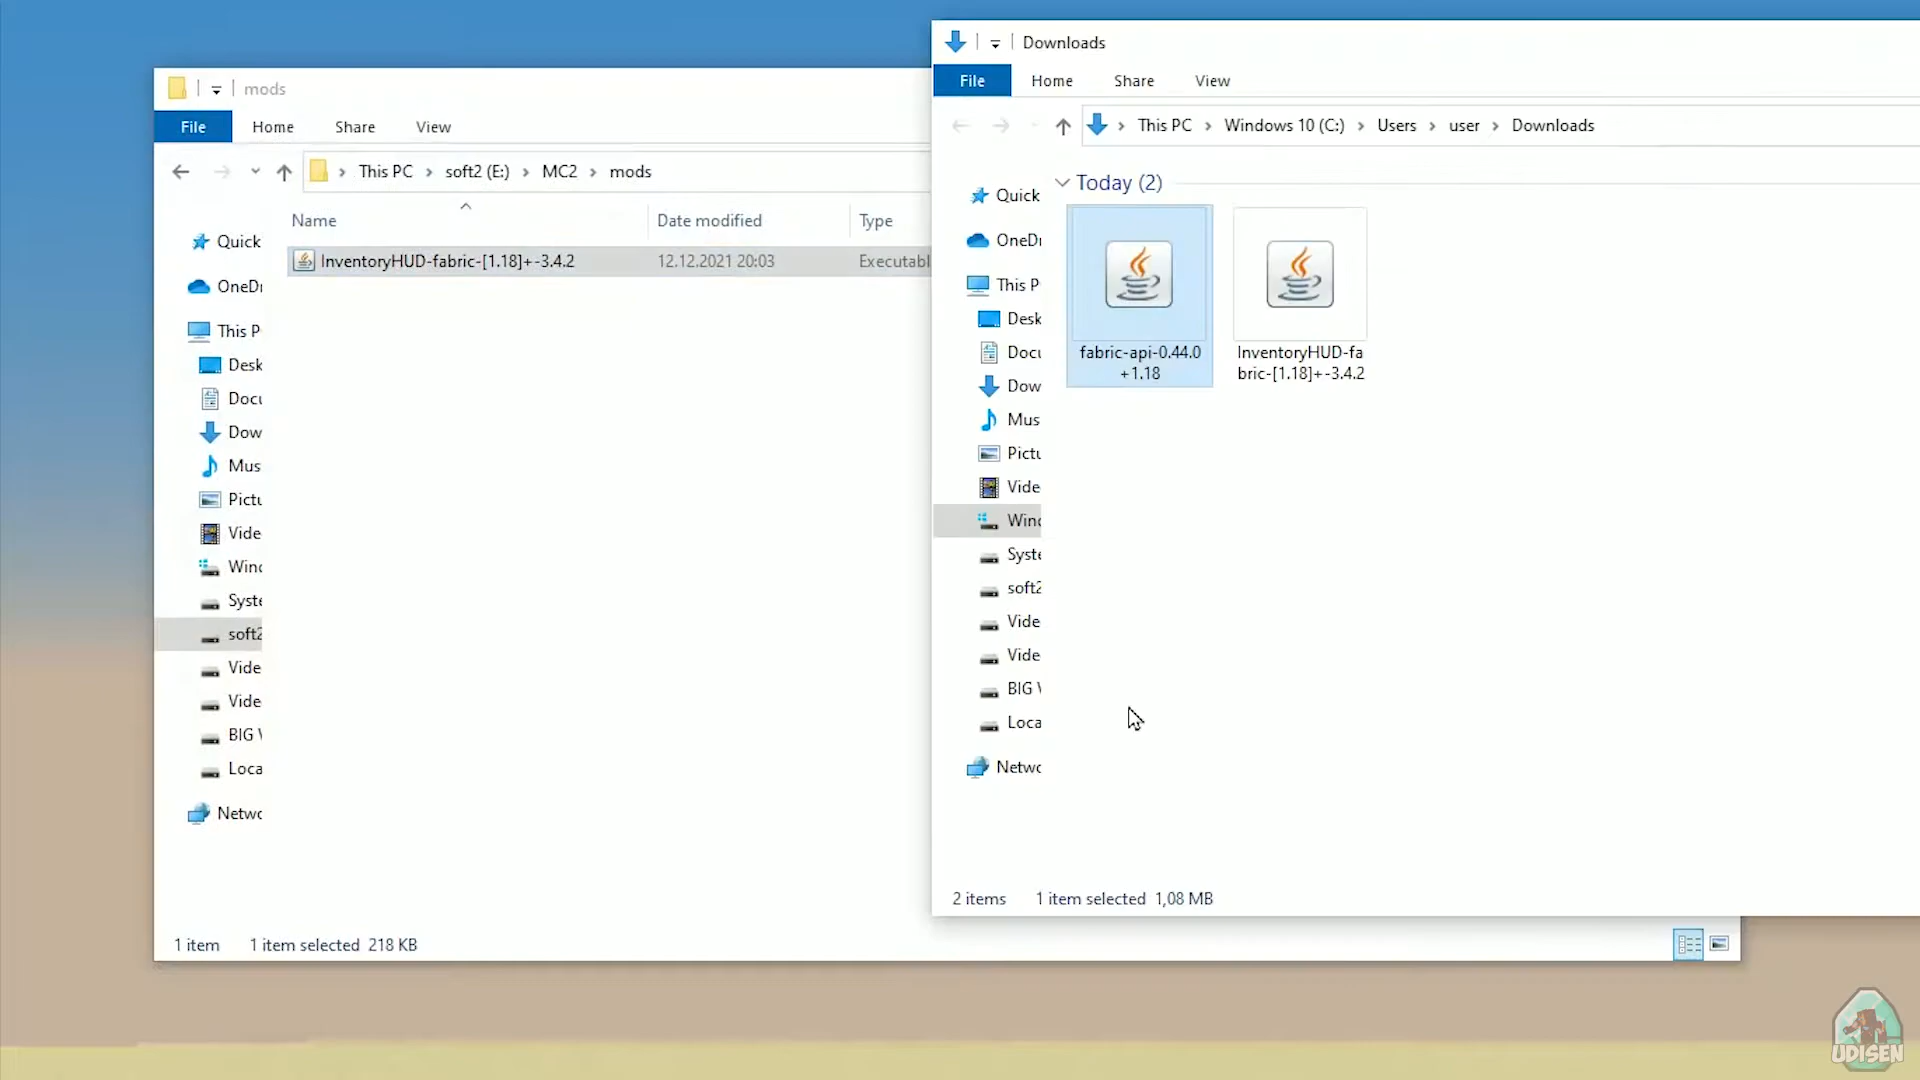 mods
File
Home
Share
View
This PC
soft2 (E:)
MC2
mods
Name
Date modified
Type
InventoryHUD-fabric-[1.18]+-3.4.2
12.12.2021 20:03
Executabl
Quick
OneDr
This P
Desk
Docu
Dow
Mus
Pictu
Vide
Wind
Syste
soft2
Vide
Vide
BIG
Loca
Netwo
1 item
1 item selected 218 KB
Downloads
File
Home
Share
View
This PC
Windows 10 (C:)
Users
user
Downloads
Quick
OneDr
This P
Desk
Docu
Dow
Mus
Pictu
Vide
Wind
Syste
soft2
Vide
Vide
BIG
Loca
Netwo
Today (2)
fabric-api-0.44.0
+1.18
InventoryHUD-fa
bric-[1.18]+-3.4.2
2 items
1 item selected 1,08 MB
UDISEN